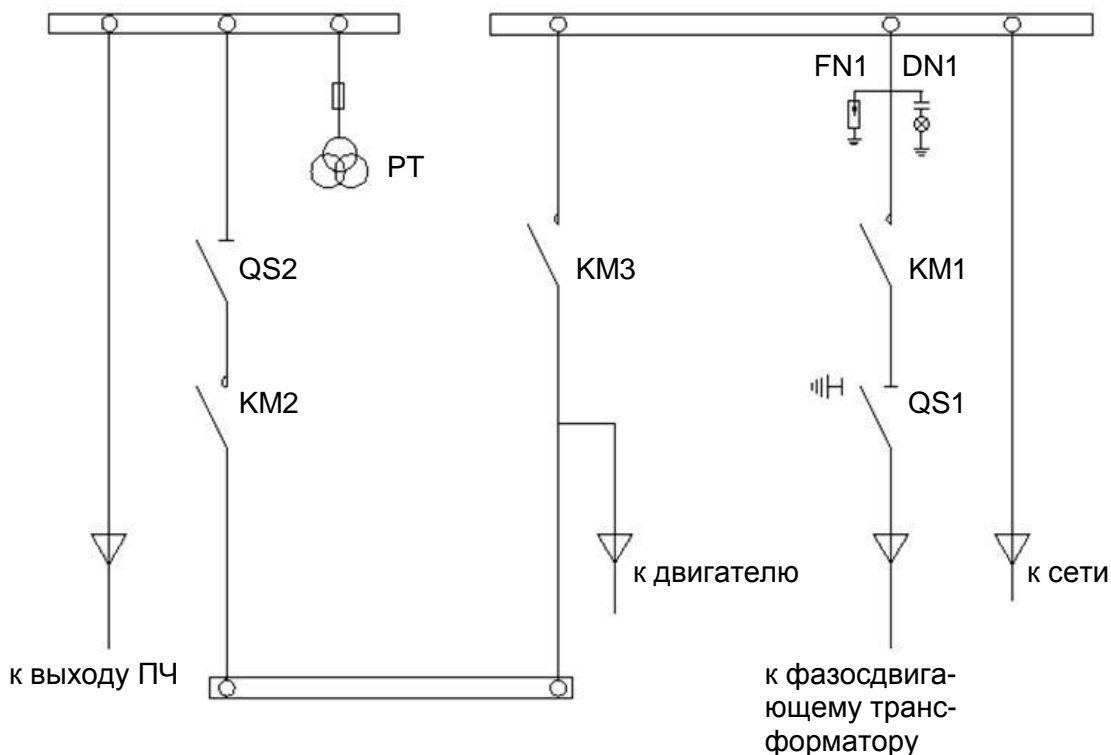 FN1 DN1
PT
QS2
KM3
KM1
KM2
QS1
к двигателю
к сети
к выходу ПЧ
к фазосдвига-
ющему транс-
форматору